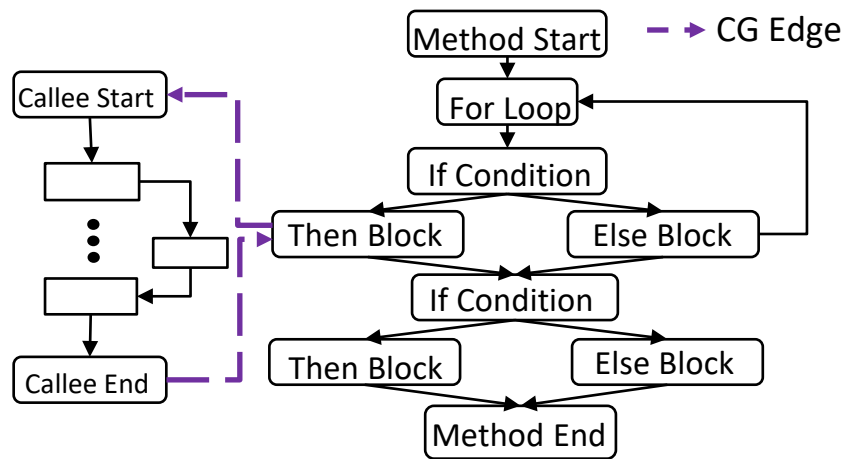 Method Start
CG Edge
Callee Start
For Loop
If Condition
Then Block
Else Block
If Condition
Then Block
Else Block
Callee End
Method End